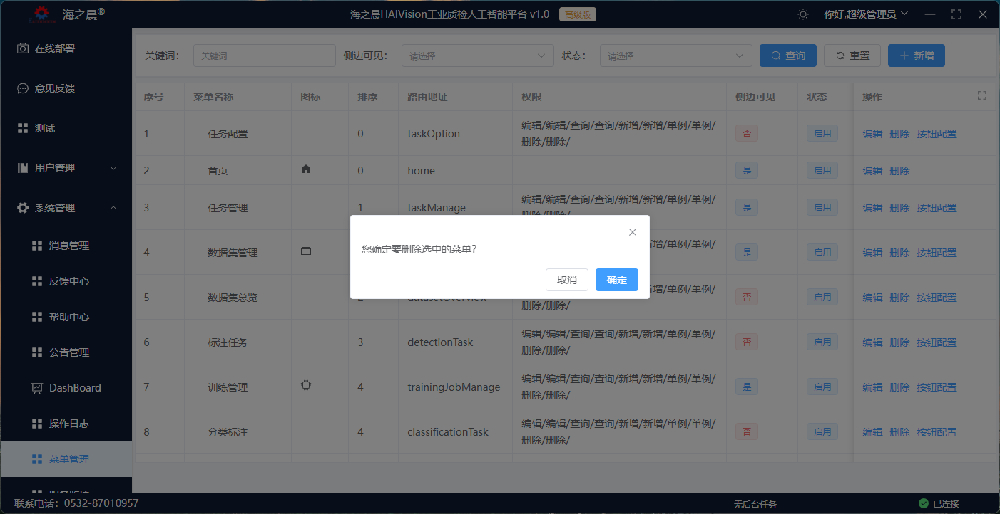 海之晨®
海之晨HAIVision工业质检人工智能平台 v1.0 高级版
你好,超级管理员
在线部署
意见反馈
测试
用户管理
系统管理
消息管理
反馈中心
帮助中心
公告管理
DashBoard
操作日志
菜单管理
关键词： 关键词 侧边可见： 请选择 状态： 请选择 查询 重置 新增
序号 菜单名称 图标 排序 路由地址 权限 侧边可见 状态 操作
1 任务配置 0 taskOption 编辑/编辑/查询/查询/新增/新增/单例/单例/ 否 启用 编辑 删除 按钮配置
删除/删除/
2 首页 0 home 是 启用 编辑 删除
3 任务管理 1 taskManage 编辑/编辑/查询/查询/新增/新增/单例/单例/ 是 启用 编辑 删除 按钮配置
4 数据集管理 增/单例/单例/ 是 启用 编辑 删除 按钮配置
您确定要删除选中的菜单?
取消 确定
5 数据集总览 2 datasetOverview 增/单例/单例/ 否 启用 编辑 删除 按钮配置
删除/删除/
6 标注任务 3 detectionTask 编辑/编辑/查询/查询/新增/新增/单例/单例/ 否 启用 编辑 删除 按钮配置
删除/删除/
7 训练管理 4 trainingJobManage 编辑/编辑/查询/查询/新增/新增/单例/单例/ 是 启用 编辑 删除 按钮配置
删除/删除/
8 分类标注 4 classificationTask 编辑/编辑/查询/查询/新增/新增/单例/单例/ 否 启用 编辑 删除 按钮配置
删除/删除/
联系电话：0532-87010957
无后台任务
已连接